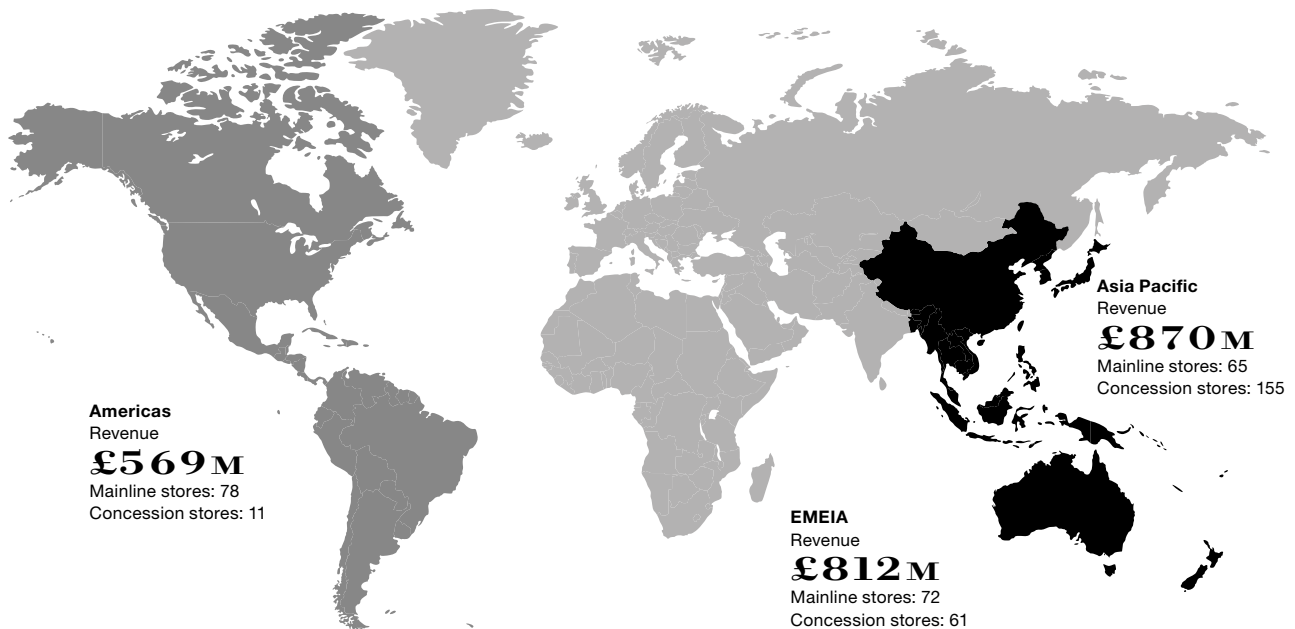 Asia Pacific
Revenue
£870M
Mainline stores: 65
Concession stores: 155
Americas
Revenue
£569M
Mainline stores: 78
Concession stores: 11
EMEIA
Revenue
£812M
Mainline stores: 72
Concession stores: 61